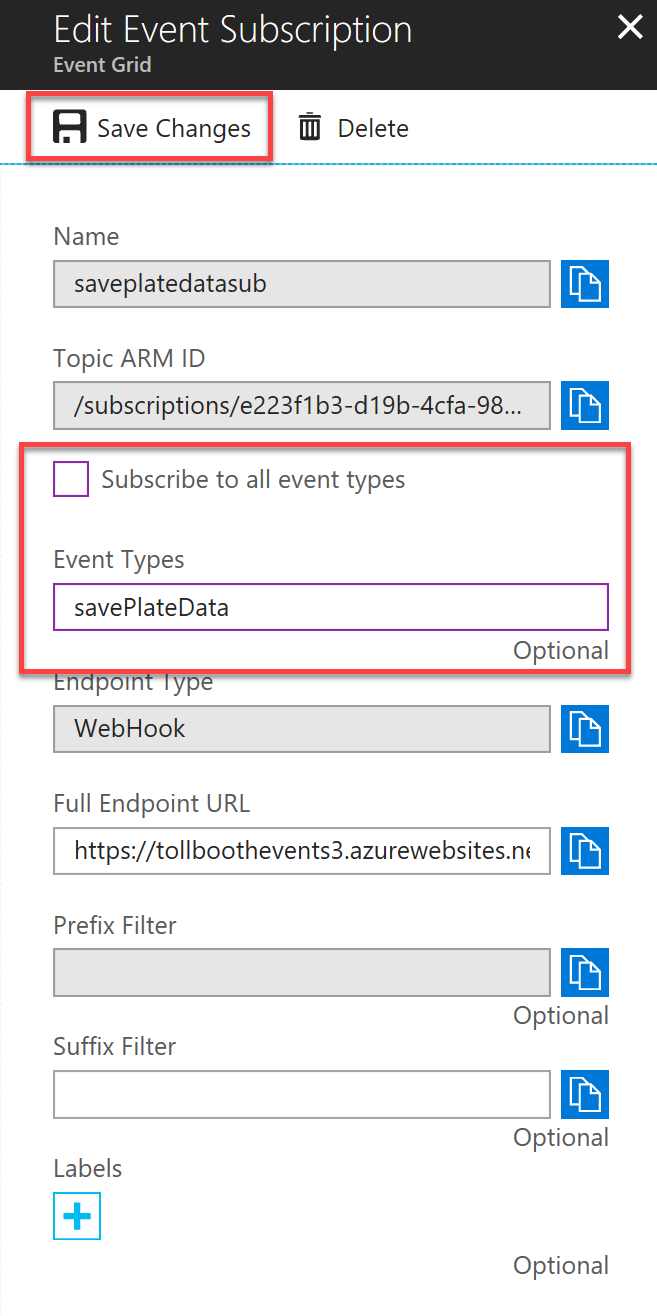 Edit Event Subscription
Event Grid
Save Changes Delete
Name
saveplatedatasub
Topic ARM ID
/subscriptions/e223f1b3-d19b-4cfa-98...
Subscribe to all event types
Event Types
savePlateData
Optional
Endpoint Type
WebHook
Full Endpoint URL
https://tollboothevents3.azurewebsites.ne
Prefix Filter
Optional
Suffix Filter
Optional
Labels
Optional